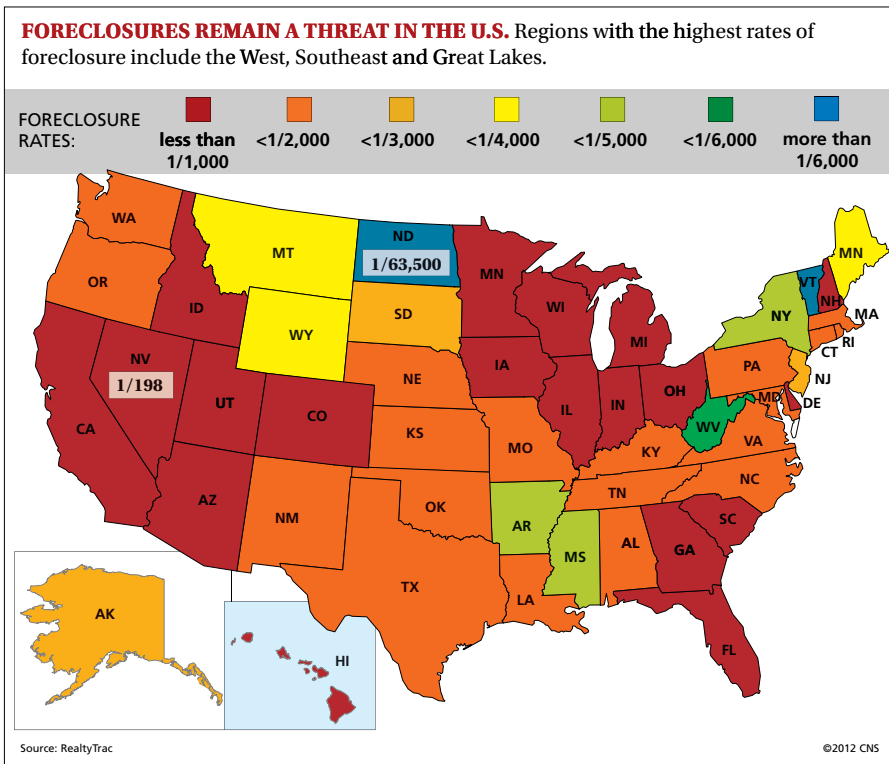 FORECLOSURES REMAIN A THREAT IN THE U.S. Regions with the highest rates of
foreclosure include the West, Southeast and Great Lakes.
FORECLOSURE
RATES:
less than
1/1,000
<1/2,000
<1/3,000
<1/4,000
<1/5,000
<1/6,000
more than
1/6,000
WA
MT
ND
1/63,500
MN
VT
NH
MN
OR
ID
WY
SD
WI
MI
NY
MA
RI
CT
NV
1/198
UT
CO
NE
IA
IL
IN
OH
PA
NJ
MD
DE
CA
KS
MO
KY
WV
VA
AZ
NM
OK
AR
TN
NC
TX
LA
MS
AL
GA
SC
FL
AK
HI
Source: RealtyTrac
©2012 CNS